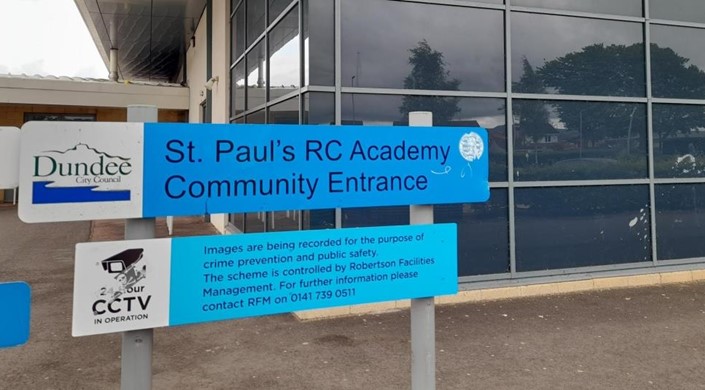 Dundee
City Council
St. Paul's RC Academy
Community Entrance
24 Hour
CCTV
IN OPERATION
Images are being recorded for the purpose of
crime prevention and public safety.
The scheme is controlled by Robertson Facilities
Management. For further information please
contact RFM on 0141 739 0511